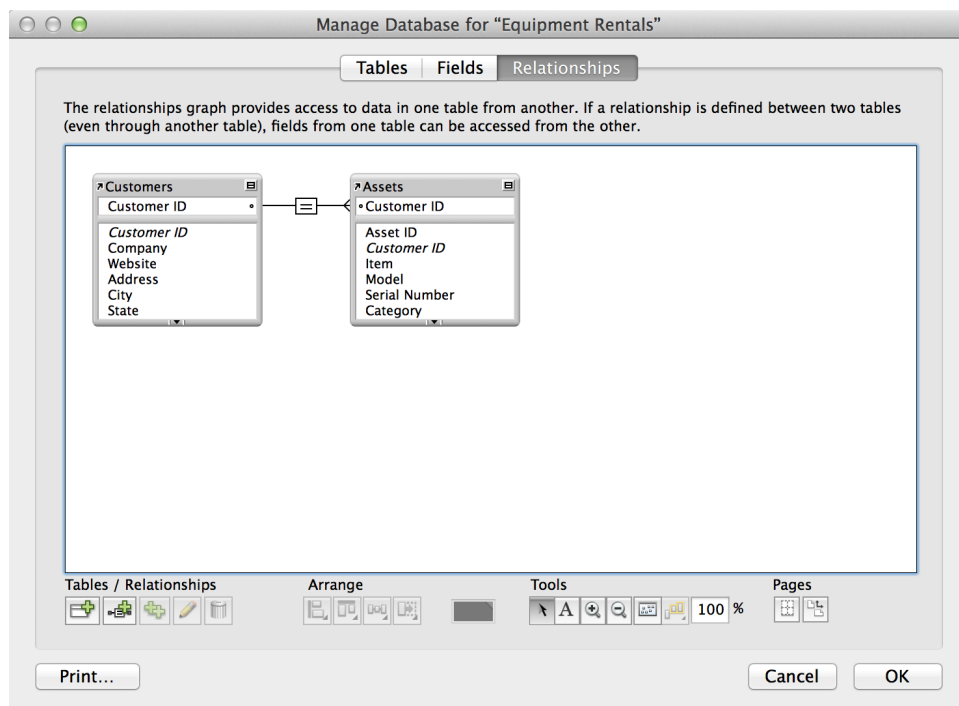 Manage Database for “Equipment Rentals”
Tables Fields Relationships
The relationships graph provides access to data in one table from another. If a relationship is defined between two tables
(even through another table), fields from one table can be accessed from the other.
Customers
Customer ID
Customer ID
Company
Website
Address
City
State
=
Assets
Customer ID
Asset ID
Customer ID
Item
Model
Serial Number
Category
Tables / Relationships
Arrange
Tools
A
100 %
Pages
Print...
Cancel
OK